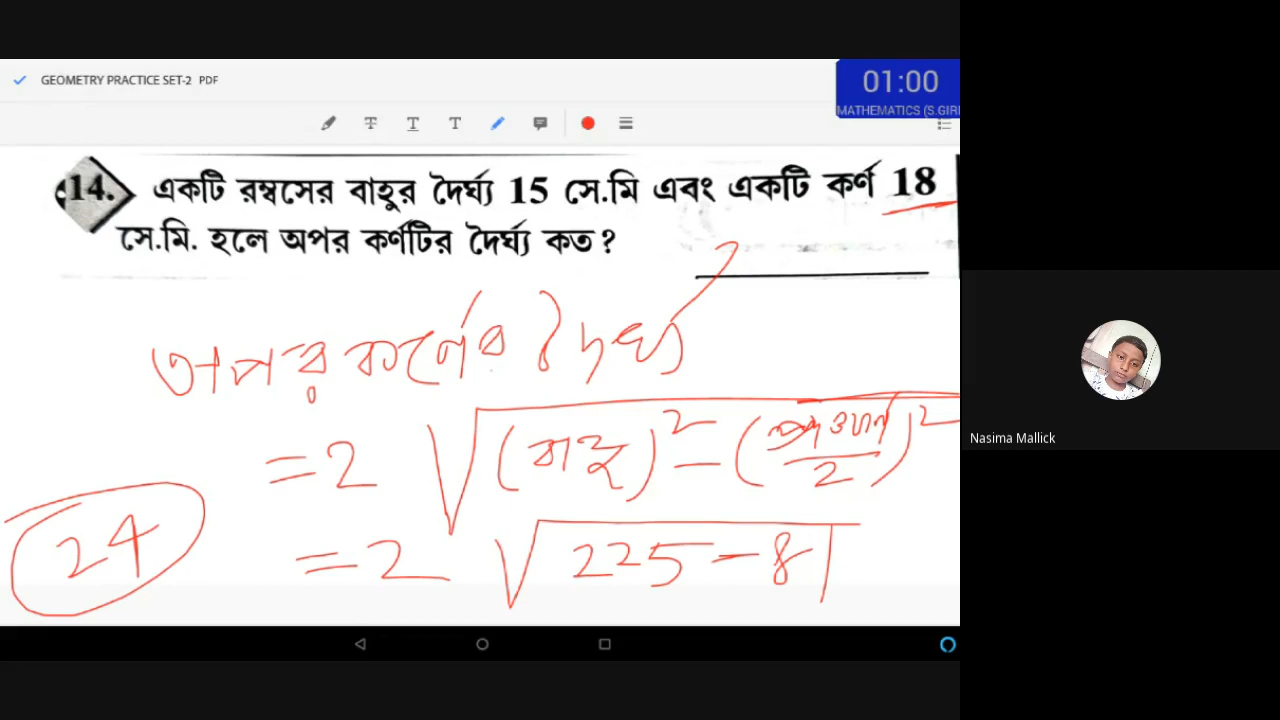 GEOMETRY PRACTICE SET-2 PDF
01:00
MATHEMATICS (S.GIRI
14. একটি রম্বসের বাহুর দৈর্ঘ্য 15 সে.মি এবং একটি কর্ণ 18
সে.মি. হলে অপর কর্ণটির দৈর্ঘ্য কত?
অপর কর্ণের দৈর্ঘ্য
= 2 √(বাহু)² - (/2)²
= 2 √225-81
24
Nasima Mallick